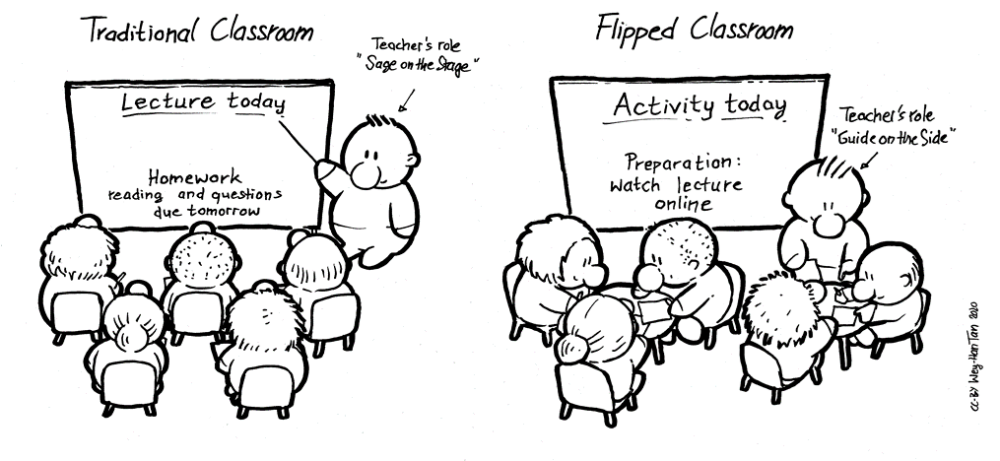 Traditional Classroom
Teacher's role
"Sage on the Stage"
Lecture today
Homework
reading and questions
due tomorrow
Flipped Classroom
Teacher's role
"Guide on the Side"
Activity today
Preparation:
watch lecture
online
CC-BY Wey-Han Tan 2020